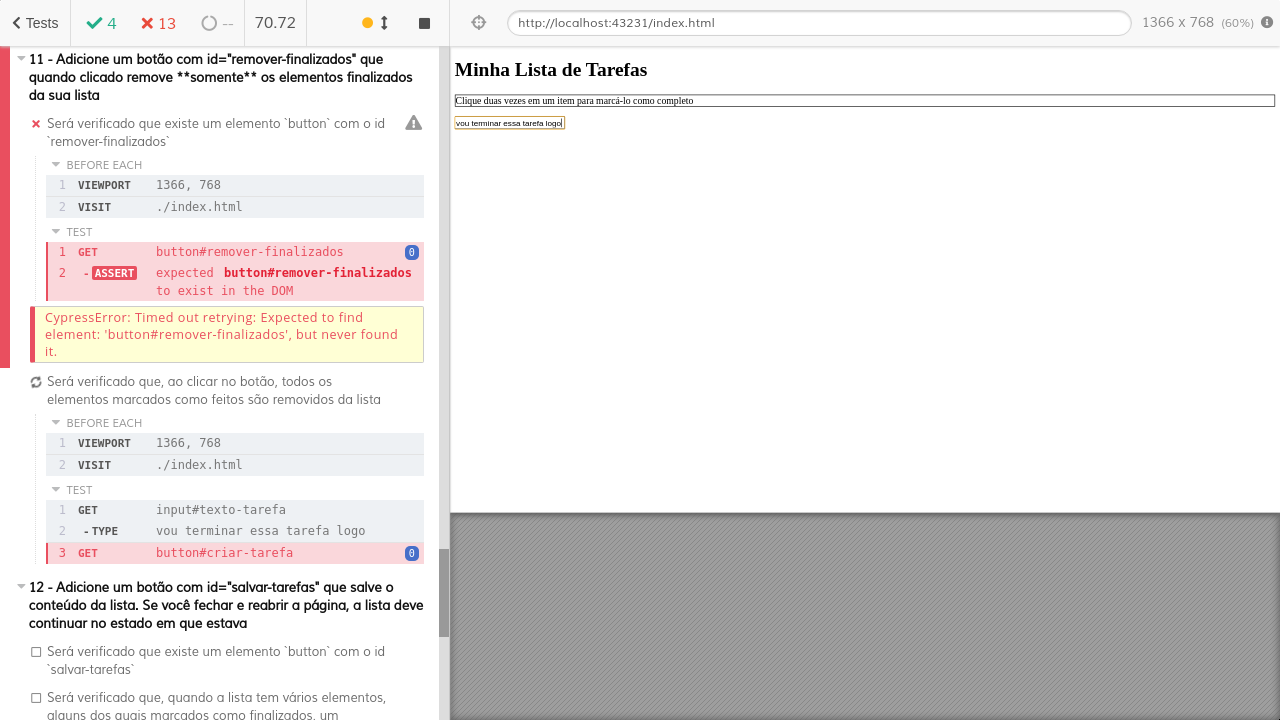 Tests
4
13
--
70.72
http://localhost:43231/index.html
1366 x 768 (60%)
11 - Adicione um botão com id="remover-finalizados" que
quando clicado remove **somente** os elementos finalizados
da sua lista
Será verificado que existe um elemento `button` com o id
`remover-finalizados`
BEFORE EACH
1 VIEWPORT 1366, 768
2 VISIT ./index.html
TEST
1 GET button#remover-finalizados 0
2 -ASSERT expected button#remover-finalizados
to exist in the DOM
CypressError: Timed out retrying: Expected to find
element: 'button#remover-finalizados', but never found
it.
Será verificado que, ao clicar no botão, todos os
elementos marcados como feitos são removidos da lista
BEFORE EACH
1 VIEWPORT 1366, 768
2 VISIT ./index.html
TEST
1 GET input#texto-tarefa
2 -TYPE vou terminar essa tarefa logo
3 GET button#criar-tarefa 0
12 - Adicione um botão com id="salvar-tarefas" que salve o
conteúdo da lista. Se você fechar e reabrir a página, a lista deve
continuar no estado em que estava
Será verificado que existe um elemento `button` com o id
`salvar-tarefas`
Será verificado que, quando a lista tem vários elementos,
alguns dos quais marcados como finalizados, um
Minha Lista de Tarefas
Clique duas vezes em um item para marcá-lo como completo
vou terminar essa tarefa logo